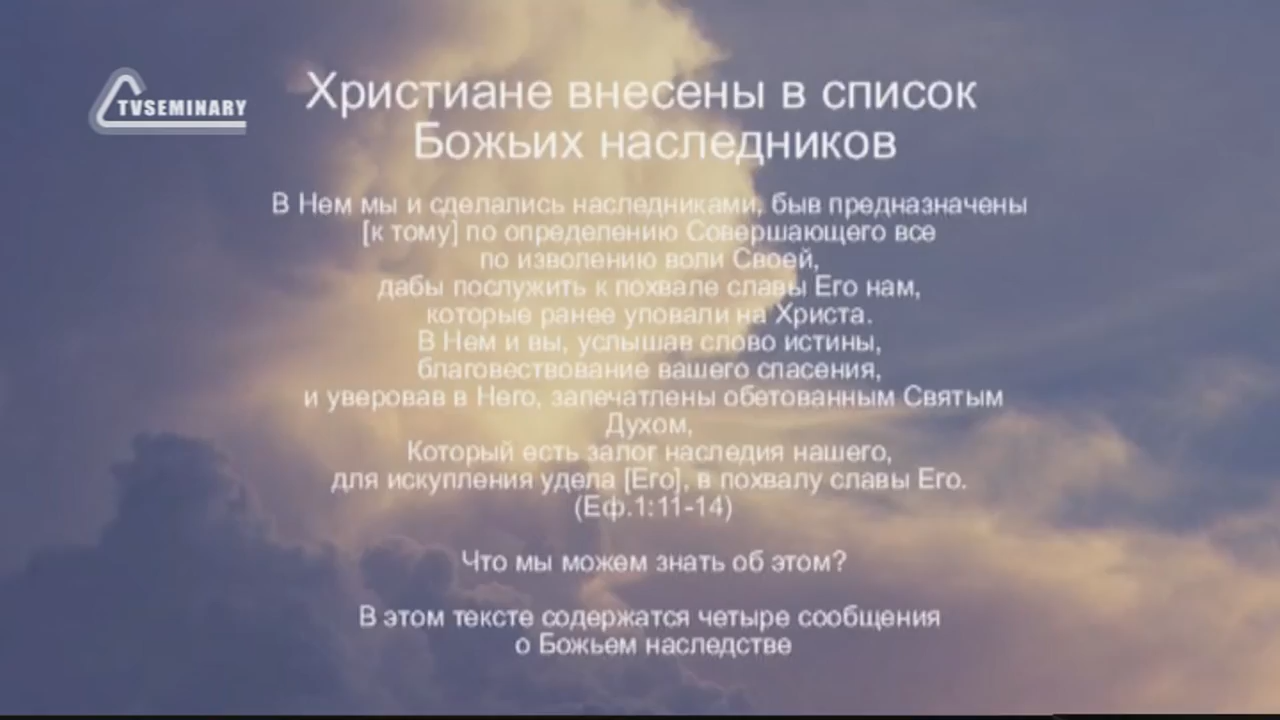 TVSEMINARY
Христиане внесены в список
Божьих наследников
В Нем мы и сделались наследниками, быв предназначены
[к тому] по определению Совершающего все
по изволению воли Своей,
дабы послужить к похвале славы Его нам,
которые ранее уповали на Христа.
В Нем и вы, услышав слово истины,
благовествование вашего спасения,
и уверовав в Него, запечатлены обетованным Святым
Духом,
Который есть залог наследия нашего,
для искупления удела [Его], в похвалу славы Его.
(Еф.1:11-14)
Что мы можем знать об этом?
В этом тексте содержатся четыре сообщения
о Божьем наследстве